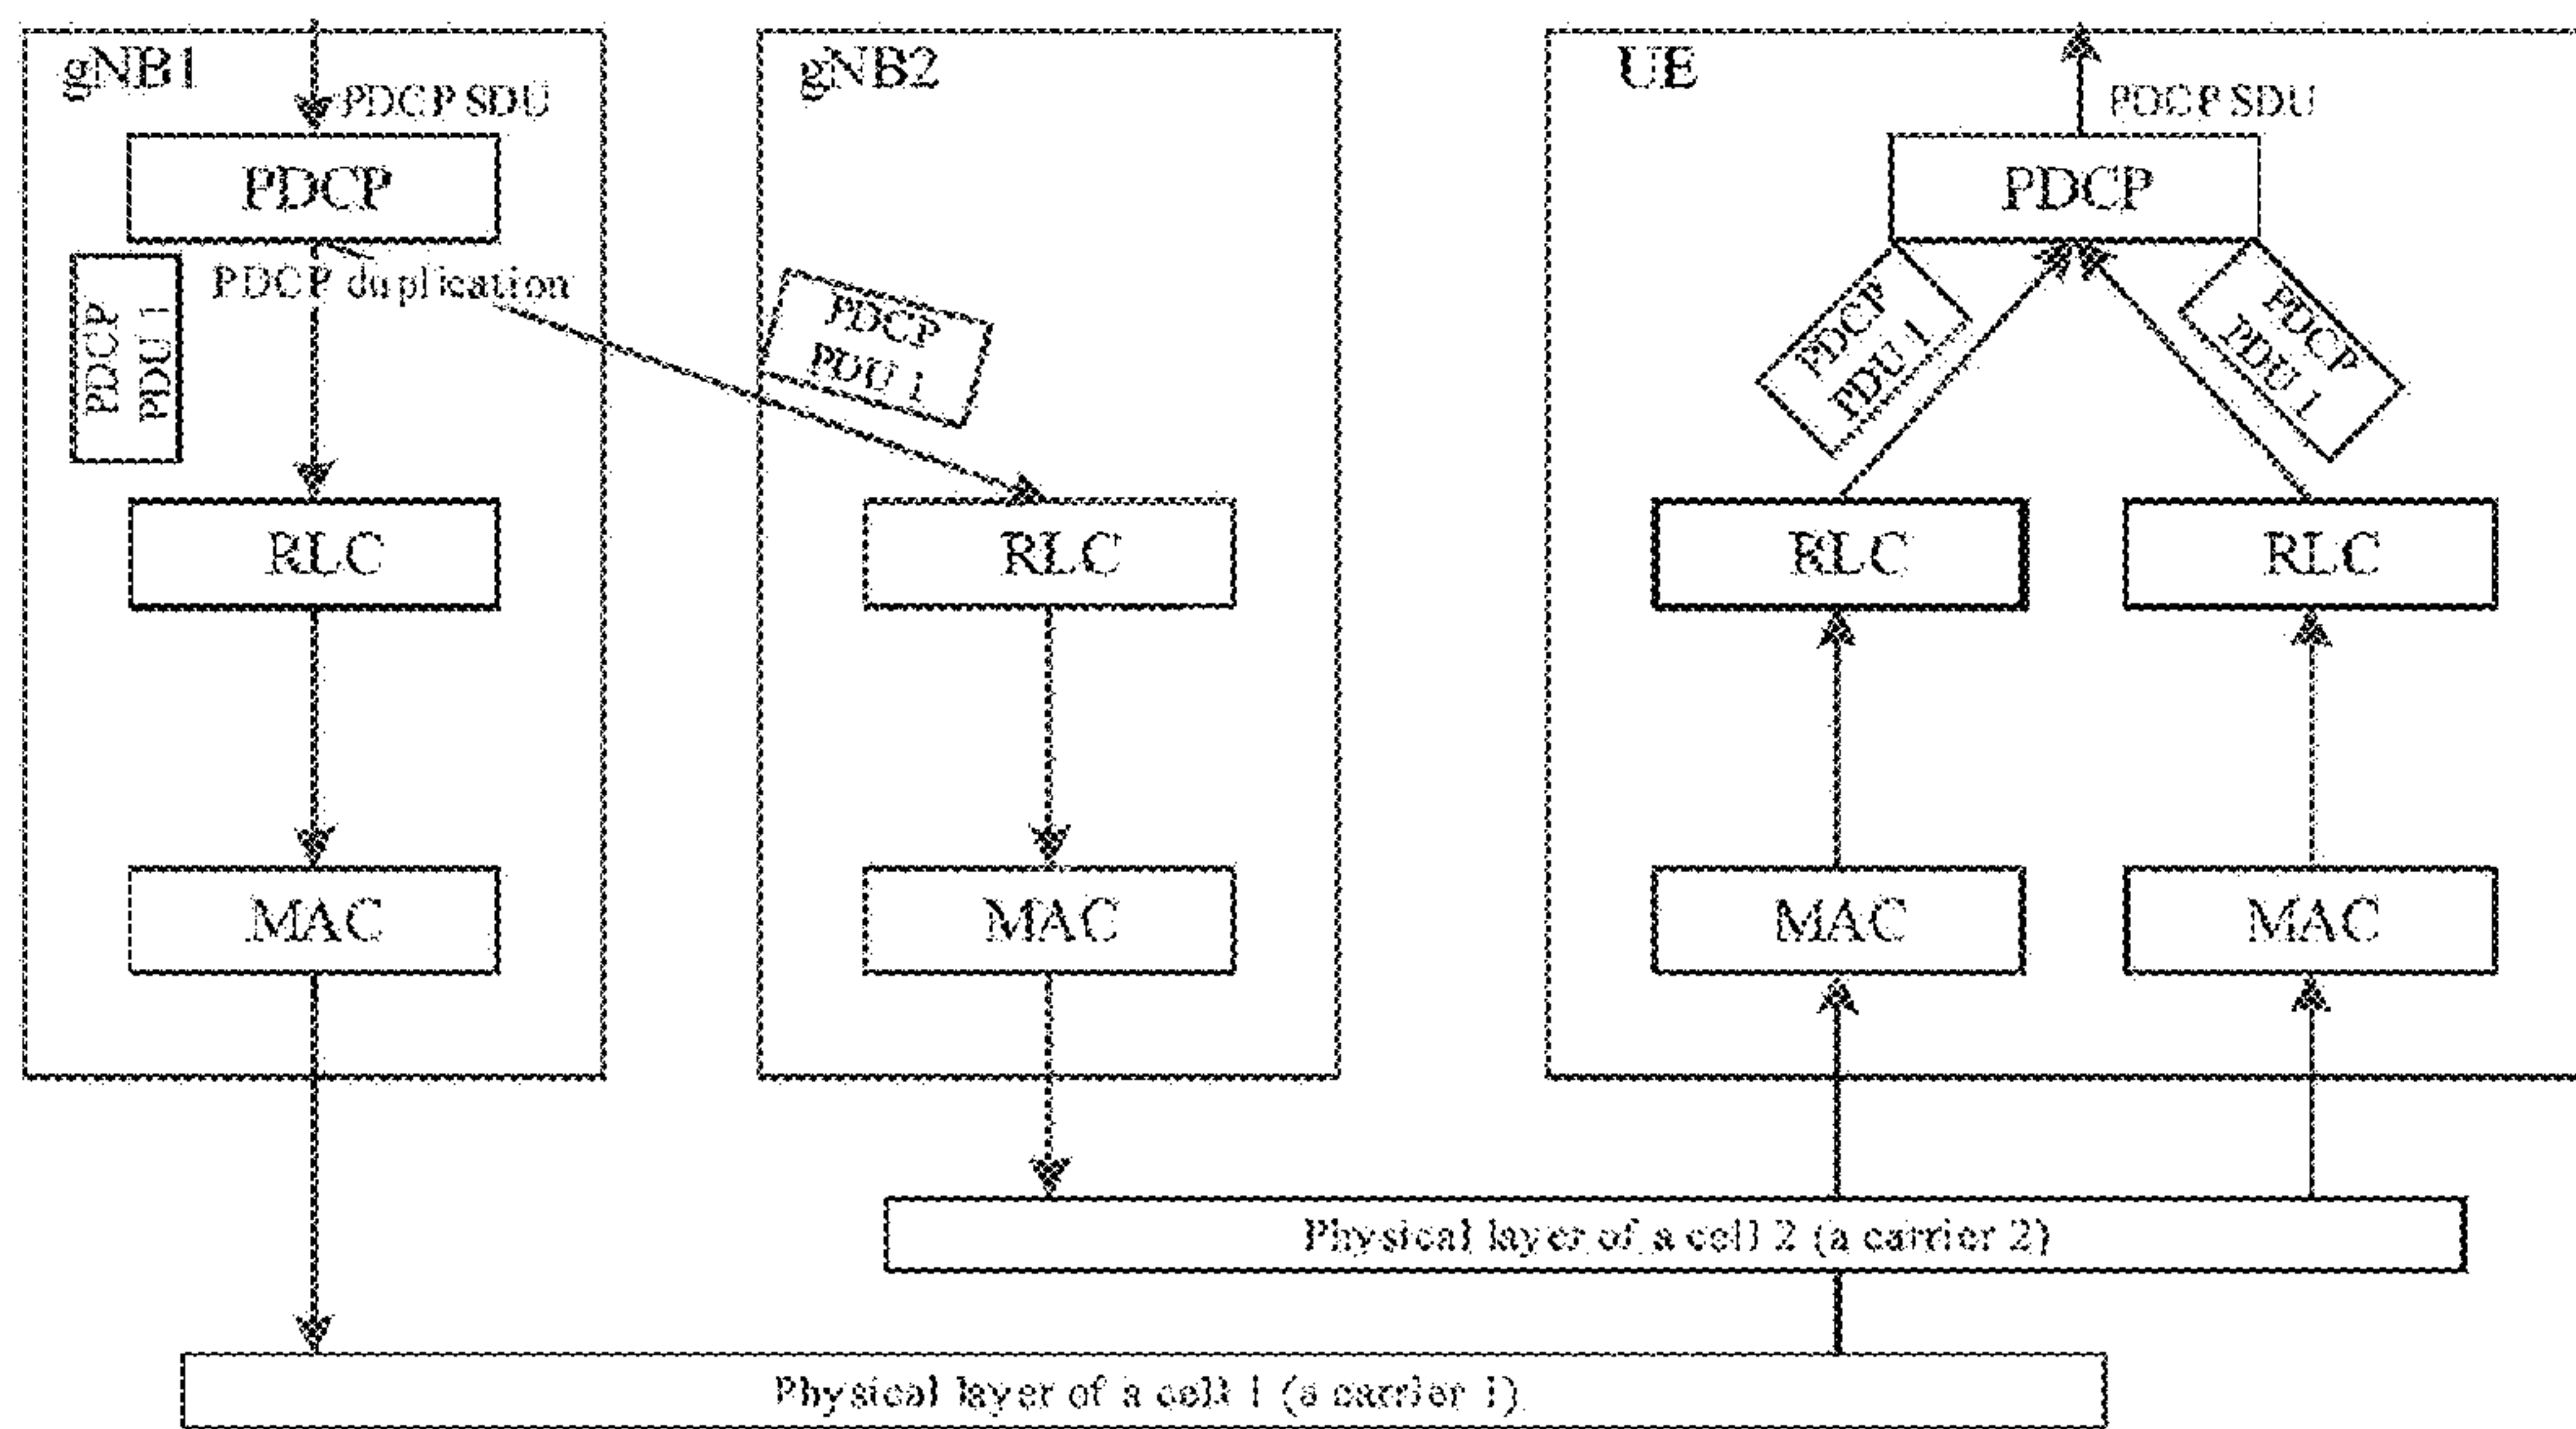 gNB1
PDCP SDU
PDCP
PDCP duplication
PDCP
PDU 1
RLC
MAC
gNB2
PDCP
PDU 1
RLC
MAC
UE
PDCP SDU
PDCP
PDCP
PDU 1
PDCP
PDU 1
RLC
RLC
MAC
MAC
Physical layer of a cell 2 (a carrier 2)
Physical layer of a cell 1 (a carrier 1)